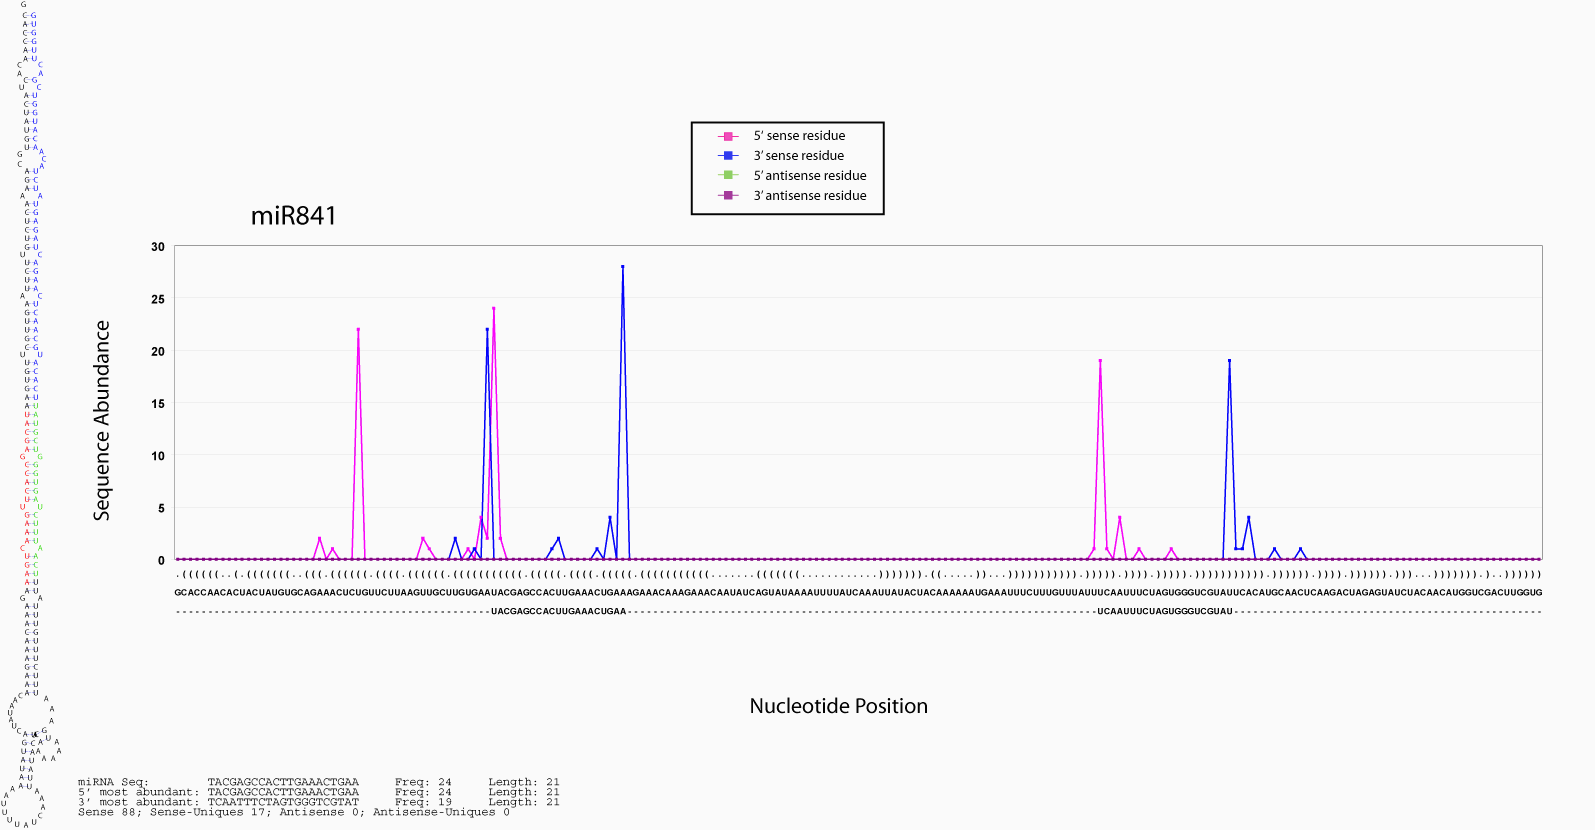 5’ sense residue
3’ sense residue
5’ antisense residue
3’ antisense residue
miR841
30
25
20
15
10
5
0
Sequence Abundance
GCACCAACACUACUAUGUGCAGAAACUCUGUUCUUAAGUUGCUUGUGAAUACGAGCCACUUGAAACUGAAAGAAACAAAGAAACAAUAUCAGUAUAAAAUUUUAUCAAAUUAUACUACAAAAAAUGAAAUUUCUUUGUUUAUUUCAAUUUCUAGUGGGUCGUAUUCACAUGCAACUCAAGACUAGAGUAUCUACAACAUGGUCGACUUGGUG
UACGAGCCACUUGAAACUGAA
UCAAUUUCUAGUGGGUCGUAU
Nucleotide Position
miRNA Seq: TACGAGCCACTTGAAACTGAA Freq: 24 Length: 21
5’ most abundant: TACGAGCCACTTGAAACTGAA Freq: 24 Length: 21
3’ most abundant: TCAATTTCTAGTGGGTCGTAT Freq: 19 Length: 21
Sense 88; Sense-Uniques 17; Antisense 0; Antisense-Uniques 0